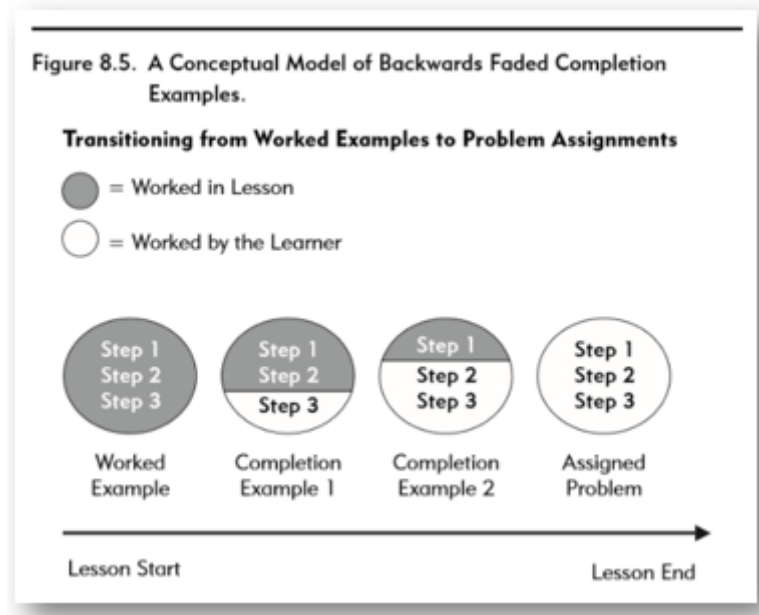 Figure 8.5. A Conceptual Model of Backwards Faded Completion
Examples.
Transitioning from Worked Examples to Problem Assignments
= Worked in Lesson
= Worked by the Learner
Step 1
Step 2
Step 3
Step 1
Step 2
Step 3
Step 1
Step 2
Step 3
Step 1
Step 2
Step 3
Worked
Example
Completion
Example 1
Completion
Example 2
Assigned
Problem
Lesson Start
Lesson End